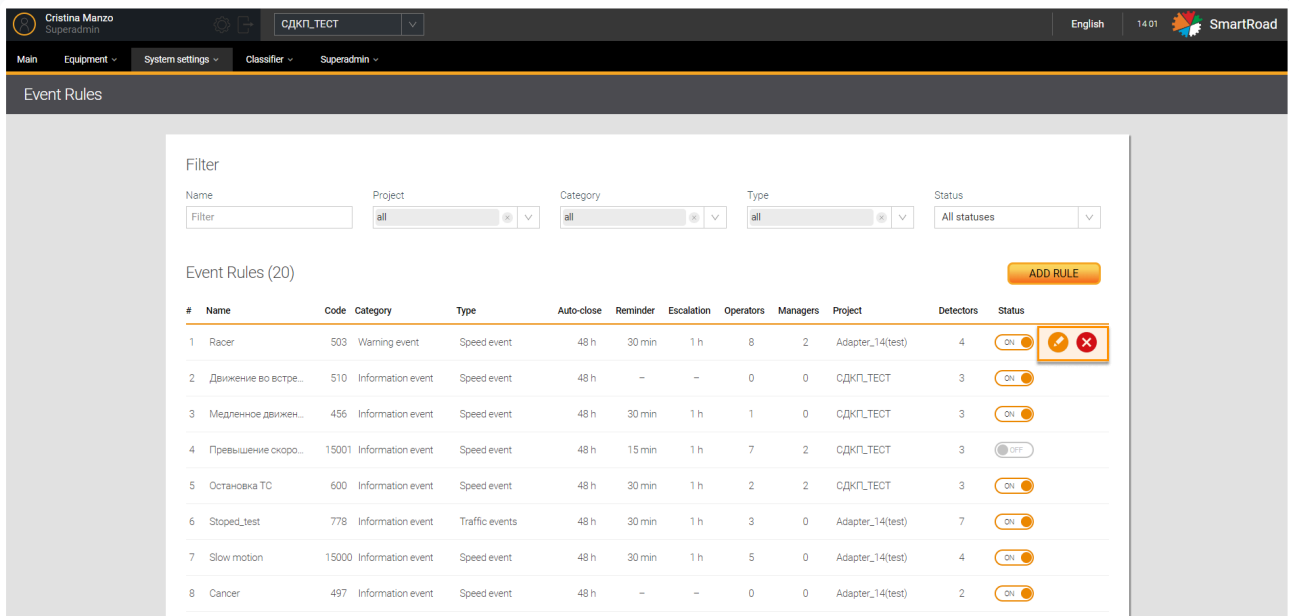 Cristina Manzo
Superadmin
СДКП_ТЕСТ
English
14 01
SmartRoad
Main Equipment System settings Classifier Superadmin
Event Rules
Filter
Name Project Category Type Status
Filter all all all All statuses
Event Rules (20)
ADD RULE
# Name Code Category Type Auto-close Reminder Escalation Operators Managers Project Detectors Status
1 Racer 503 Warning event Speed event 48 h 30 min 1 h 8 2 Adapter_14(test) 4 ON
2 Движение во встре... 510 Information event Speed event 48 h – – 0 0 СДКП_ТЕСТ 3 ON
3 Медленное движен... 456 Information event Speed event 48 h 30 min 1 h 1 0 СДКП_ТЕСТ 3 ON
4 Превышение скоро... 15001 Information event Speed event 48 h 15 min 1 h 7 2 СДКП_ТЕСТ 3 OFF
5 Остановка ТС 600 Information event Speed event 48 h 30 min 1 h 2 2 СДКП_ТЕСТ 3 ON
6 Stoped_test 778 Information event Traffic events 48 h 30 min 1 h 3 0 Adapter_14(test) 7 ON
7 Slow motion 15000 Information event Speed event 48 h 30 min 1 h 5 0 Adapter_14(test) 4 ON
8 Cancer 497 Information event Speed event 48 h – – 0 0 Adapter_14(test) 2 ON